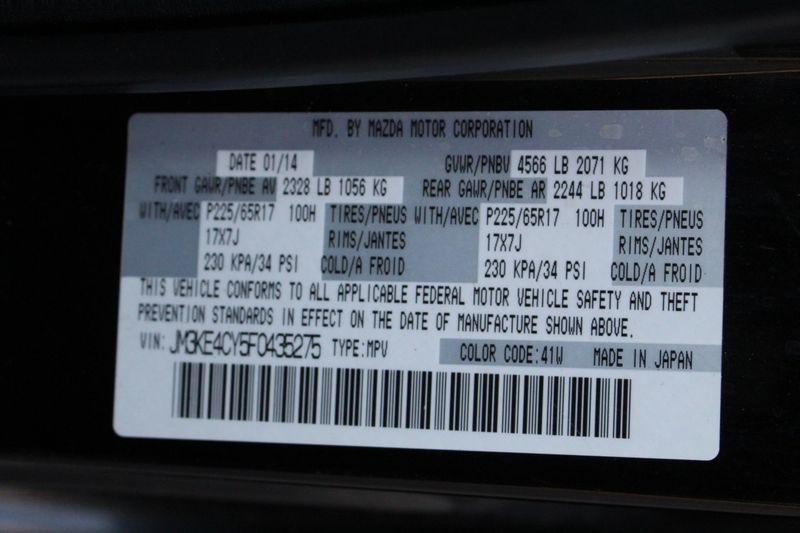 MFD. BY MAZDA MOTOR CORPORATION
DATE 01/14 GVWR/PNBV 4566 LB 2071 KG
FRONT GAWR/PNBE AV 2328 LB 1056 KG REAR GAWR/PNBE AR 2244 LB 1018 KG
WITH/AVEC P225/65R17 100H TIRES/PNEUS WITH/AVEC P225/65R17 100H TIRES/PNEUS
17X7J RIMS/JANTES 17X7J RIMS/JANTES
230 KPA/34 PSI COLD/A FROID 230 KPA/34 PSI COLD/A FROID
THIS VEHICLE CONFORMS TO ALL APPLICABLE FEDERAL MOTOR VEHICLE SAFETY AND THEFT
PREVENTION STANDARDS IN EFFECT ON THE DATE OF MANUFACTURE SHOWN ABOVE.
VIN: JM3KE4CY5F0435275 TYPE:MPV COLOR CODE:41W MADE IN JAPAN